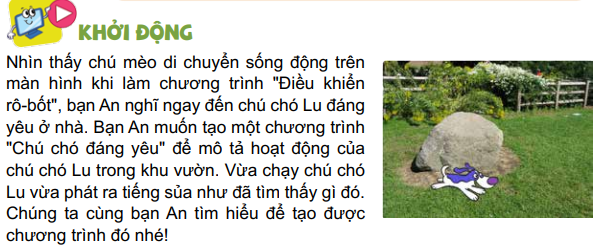 KHỞI ĐỘNG
Nhìn thấy chú mèo di chuyển sống động trên
màn hình khi làm chương trình "Điều khiển
rô-bốt", bạn An nghĩ ngay đến chú chó Lu đáng
yêu ở nhà. Bạn An muốn tạo một chương trình
"Chú chó đáng yêu" để mô tả hoạt động của
chú chó Lu trong khu vườn. Vừa chạy chú chó
Lu vừa phát ra tiếng sủa như đã tìm thấy gì đó.
Chúng ta cùng bạn An tìm hiểu để tạo được
chương trình đó nhé!